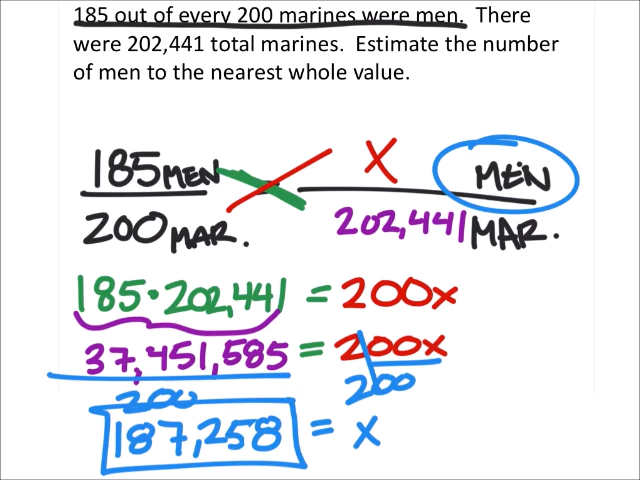 185 out of every 200 marines were men. There
were 202,441 total marines. Estimate the number
of men to the nearest whole value.
185 MEN X MEN
200 MAR. 202,441 MAR.
185 · 202,441 = 200x
37,451,585 = 200x
200 200
187,258 = x